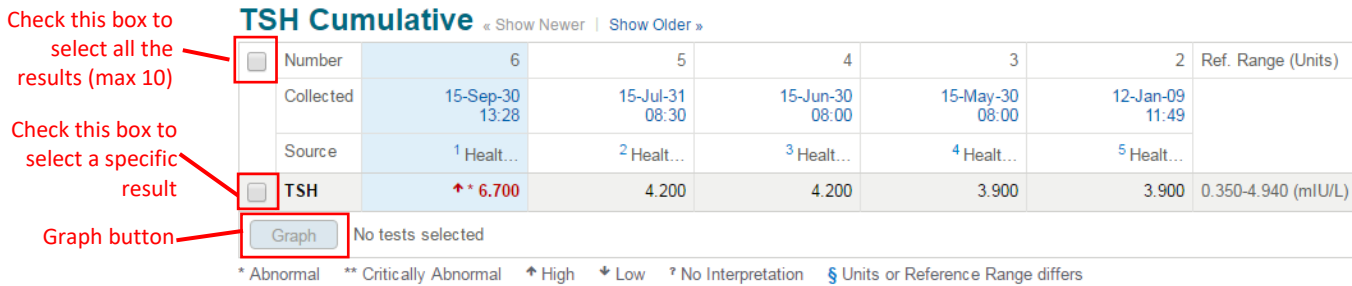 Check this box to
select all the
results (max 10)
Check this box to
select a specific
result
Graph button
TSH Cumulative « Show Newer | Show Older »
Number 6 5 4 3 2 Ref. Range (Units)
Collected 15-Sep-30 15-Jul-31 15-Jun-30 15-May-30 12-Jan-09
13:28 08:30 08:00 08:00 11:49
Source 1 Healt... 2 Healt... 3 Healt... 4 Healt... 5 Healt...
TSH ↑ * 6.700 4.200 4.200 3.900 3.900 0.350-4.940 (mIU/L)
Graph No tests selected
* Abnormal ** Critically Abnormal ↑ High ↓ Low ? No Interpretation § Units or Reference Range differs